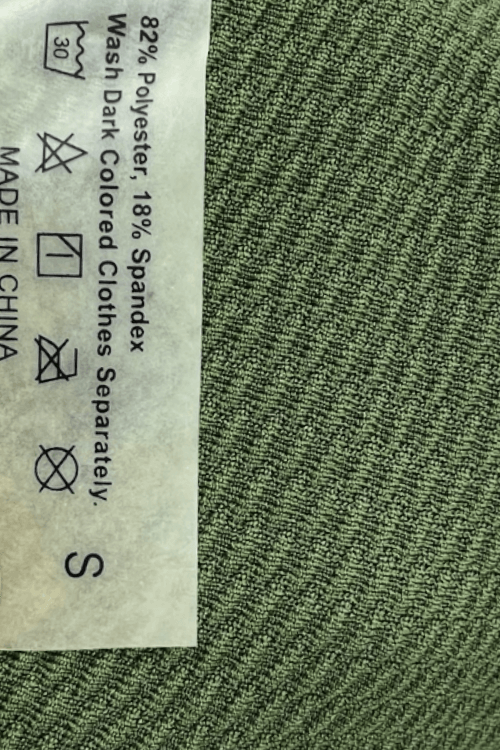 82% Polyester, 18% Spandex
Wash Dark Colored Clothes Separately.
30
S
MADE IN CHINA